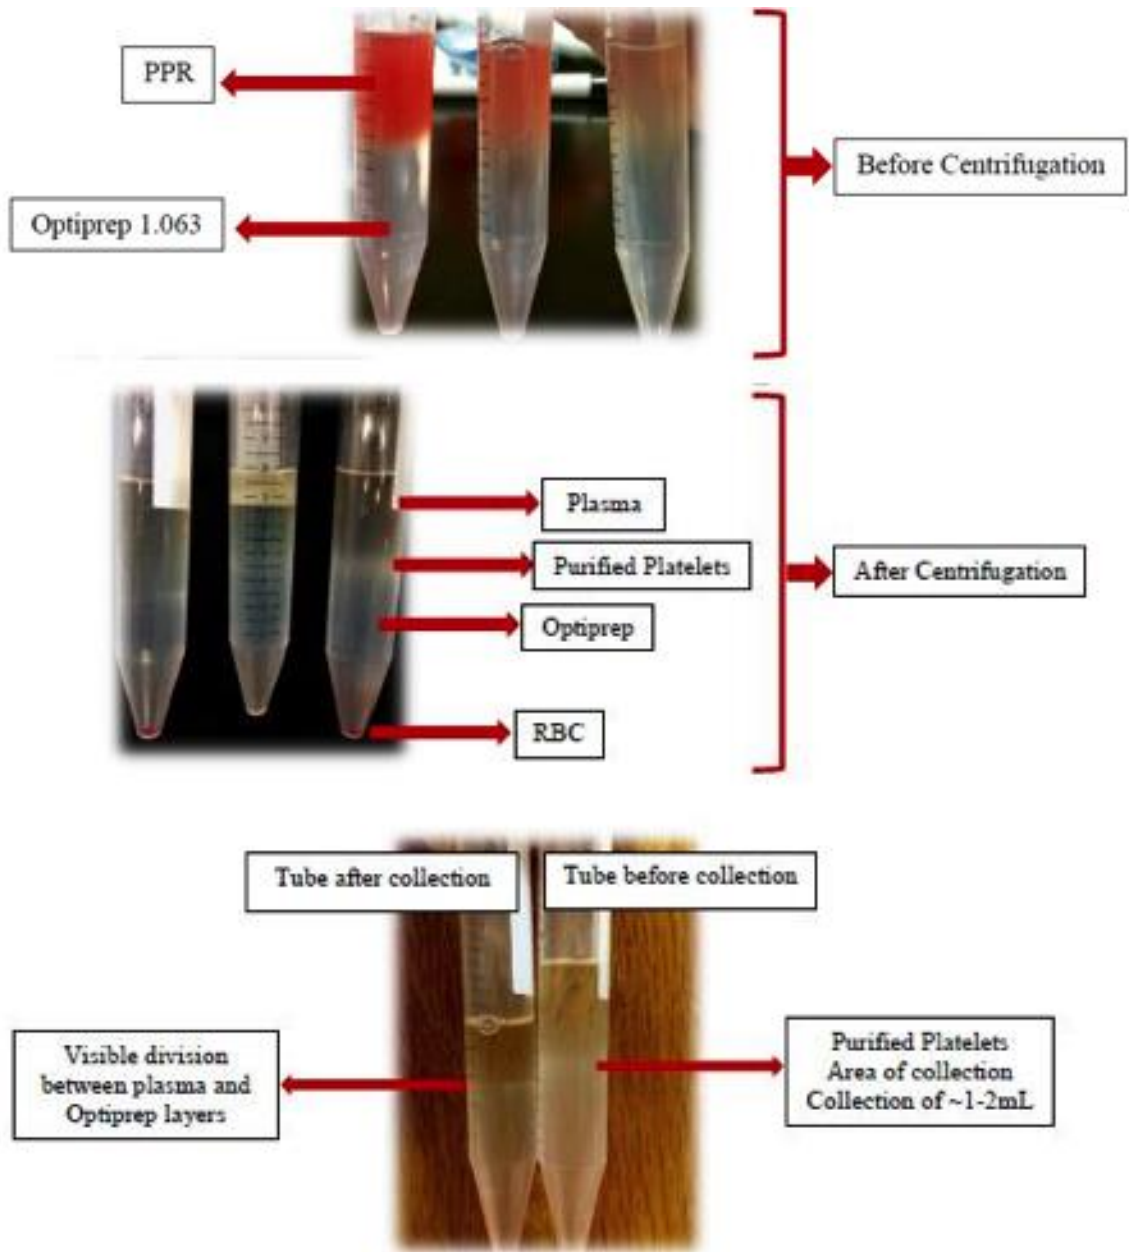 PPR
Optiprep 1.063
Before Centrifugation
Plasma
Purified Platelets
Optiprep
RBC
After Centrifugation
Tube after collection
Tube before collection
Visible division
between plasma and
Optiprep layers
Purified Platelets
Area of collection
Collection of ~1-2mL